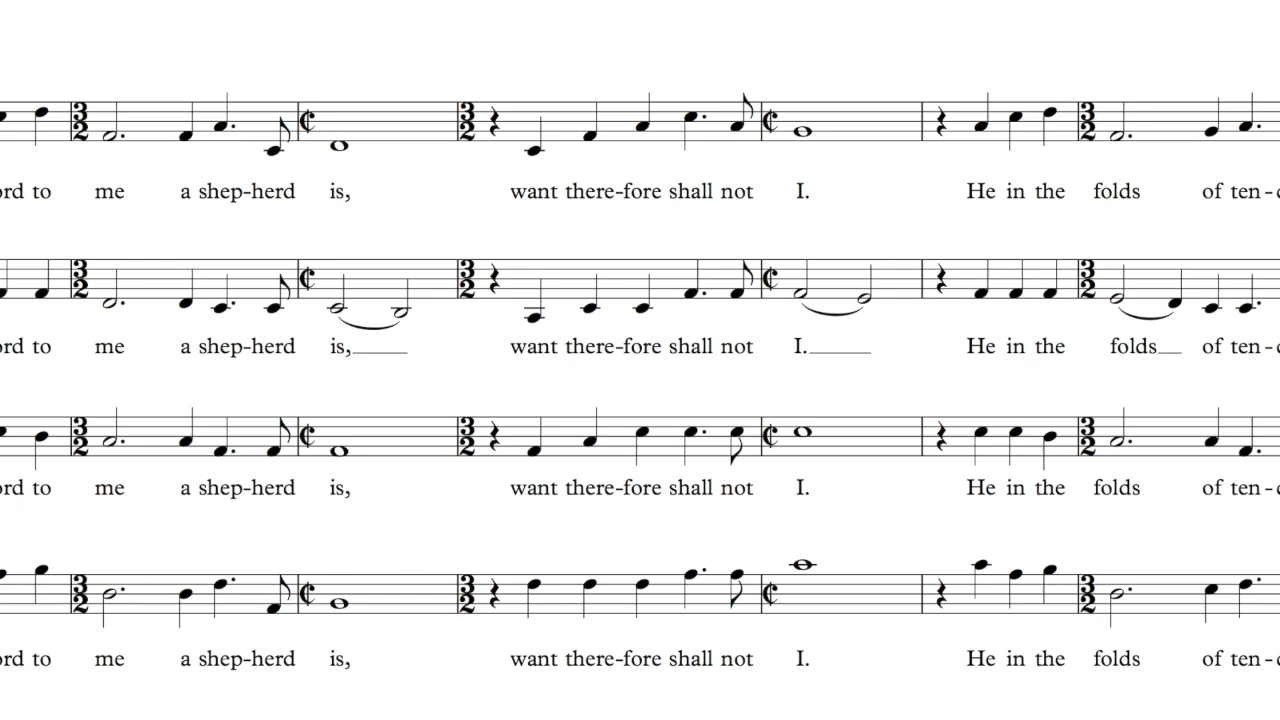 ord to me a shep-herd is, want there-fore shall not I. He in the folds of ten-
ord to me a shep-herd is, want there-fore shall not I. He in the folds of ten-
ord to me a shep-herd is, want there-fore shall not I. He in the folds of ten-
ord to me a shep-herd is, want there-fore shall not I. He in the folds of ten-